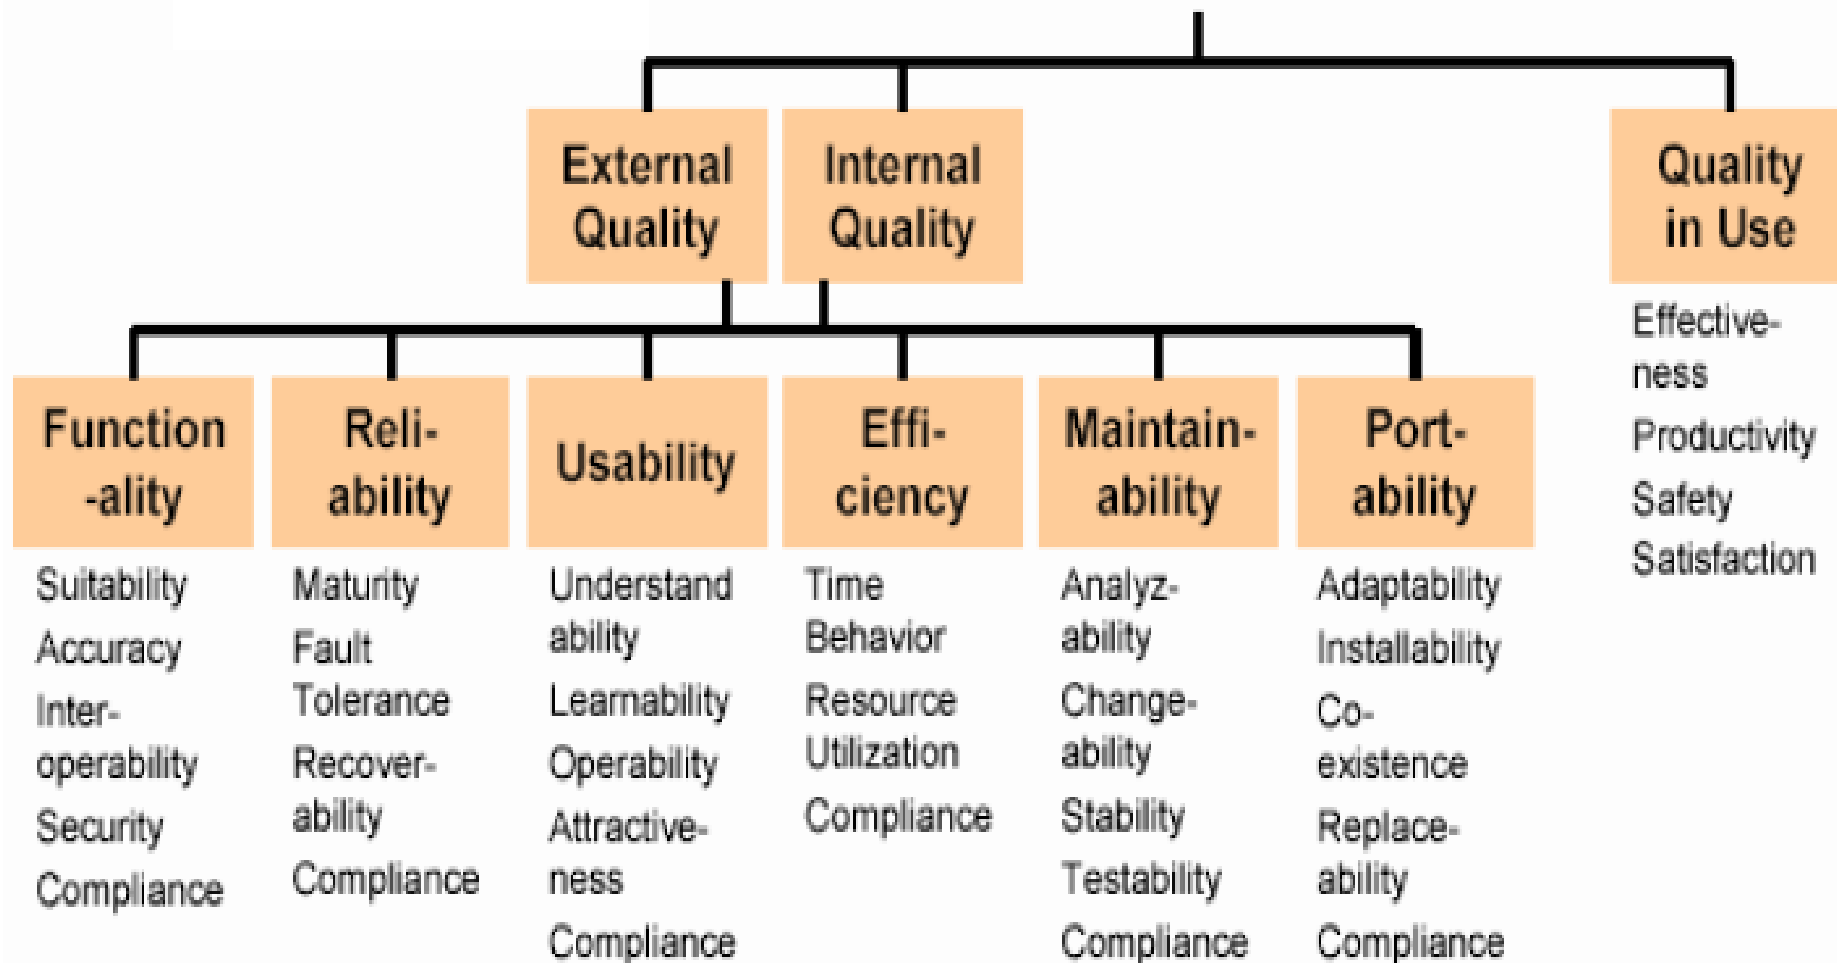 External
Quality
Internal
Quality
Quality
in Use
Effective-
ness
Productivity
Safety
Satisfaction
Function
-ality
Suitability
Accuracy
Inter-
operability
Security
Compliance
Reli-
ability
Maturity
Fault
Tolerance
Recover-
ability
Compliance
Usability
Understand
ability
Learnability
Operability
Attractive-
ness
Compliance
Effi-
ciency
Time
Behavior
Resource
Utilization
Compliance
Maintain-
ability
Analyz-
ability
Change-
ability
Stability
Testability
Compliance
Port-
ability
Adaptability
Installability
Co-
existence
Replace-
ability
Compliance